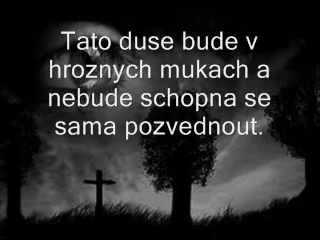 Tato duse bude v
hroznych mukach a
nebude schopna se
sama pozvednout.